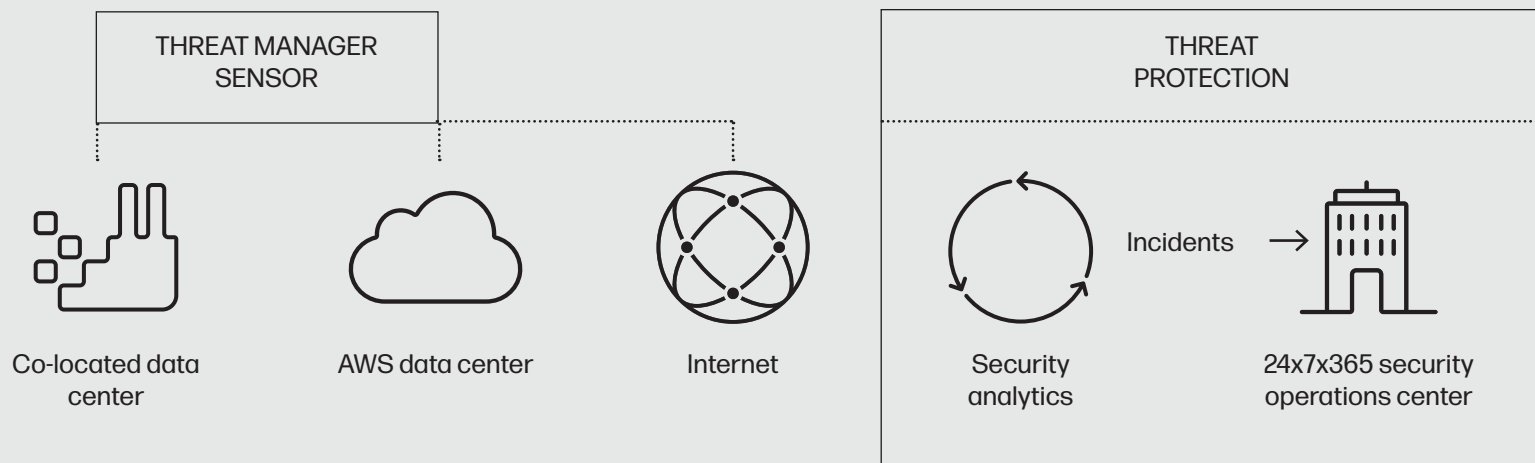 THREAT MANAGER
SENSOR
THREAT
PROTECTION
Co-located data
center
AWS data center
Internet
Security
analytics
Incidents
24x7x365 security
operations center